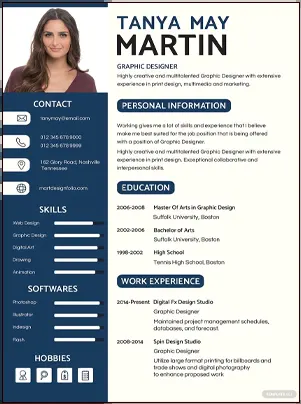 TANYA MAY
MARTIN
GRAPHIC DESIGNER
Highly creative and multitalented Graphic Designer with extensive
experience in print design, multimedia and marketing.
CONTACT
tanymay@email.com
012 345 678 9000
012 345 678 9999
162 Glory Road, Nashville
Tennessee
martdesignfolio.com
SKILLS
Web Design
Graphic Design
Digital Art
Drawing
Animation
SOFTWARES
Photoshop
Illustrator
Indesign
Flash
HOBBIES
PERSONAL INFORMATION
Working gives me a lot of skills and experience that I believe
make me best suited for the job position that is being offered
with a position of Graphic Designer.
Highly creative and multitalented Graphic Designer with extensive
experience in print design. Exceptional collaborative and
interpersonal skills.
EDUCATION
2006-2008 Master Of Arts in Graphic Design
Suffolk University, Boston
2002-2006 Bachelor of Arts
Suffolk University, Boston
1998-2002 High School
Tennis High School, Boston
WORK EXPERIENCE
2014-Present Digital Fx Design Studio
Graphic Designer
Maintained project management schedules,
databases, and forecast.
2008-2014 Spin Design Studio
Graphic Designer
Utilize large format printing for billboards and
trade shows and digital photography
to enhance proposed work